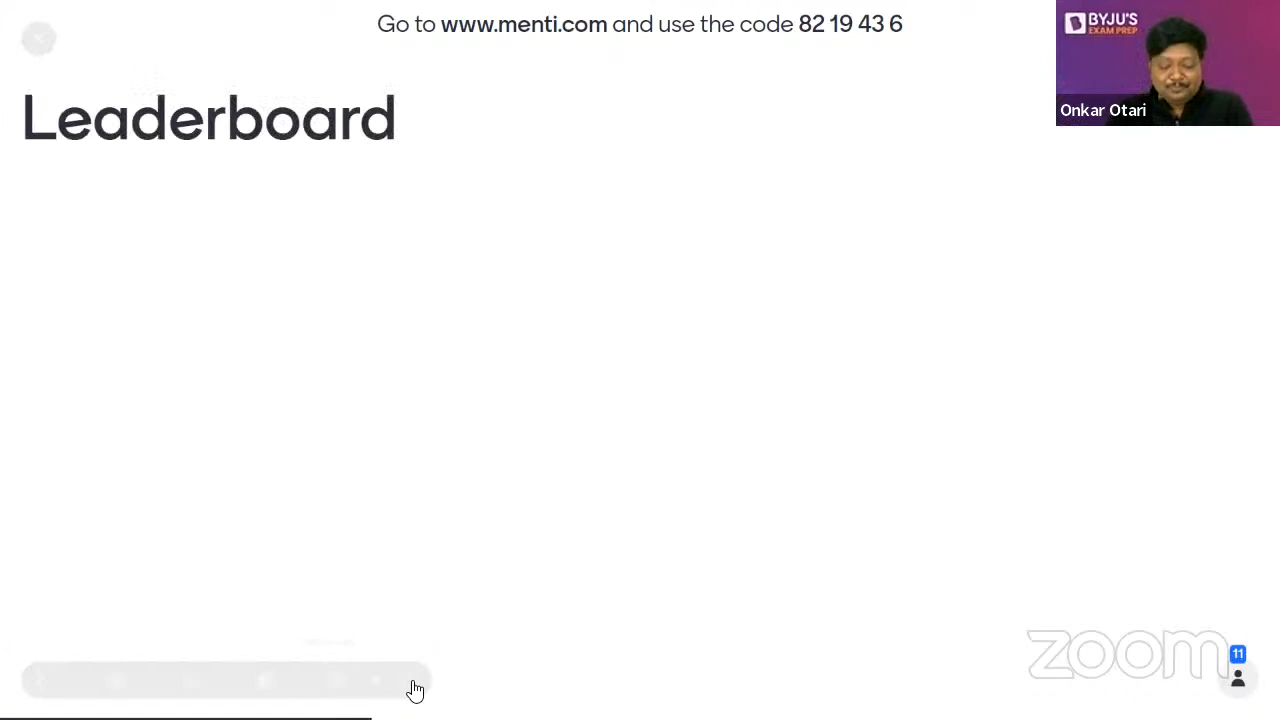 Go to www.menti.com and use the code 82 19 43 6
BYJU'S
EXAM PREP
Onkar Otari
Leaderboard
zoom
11